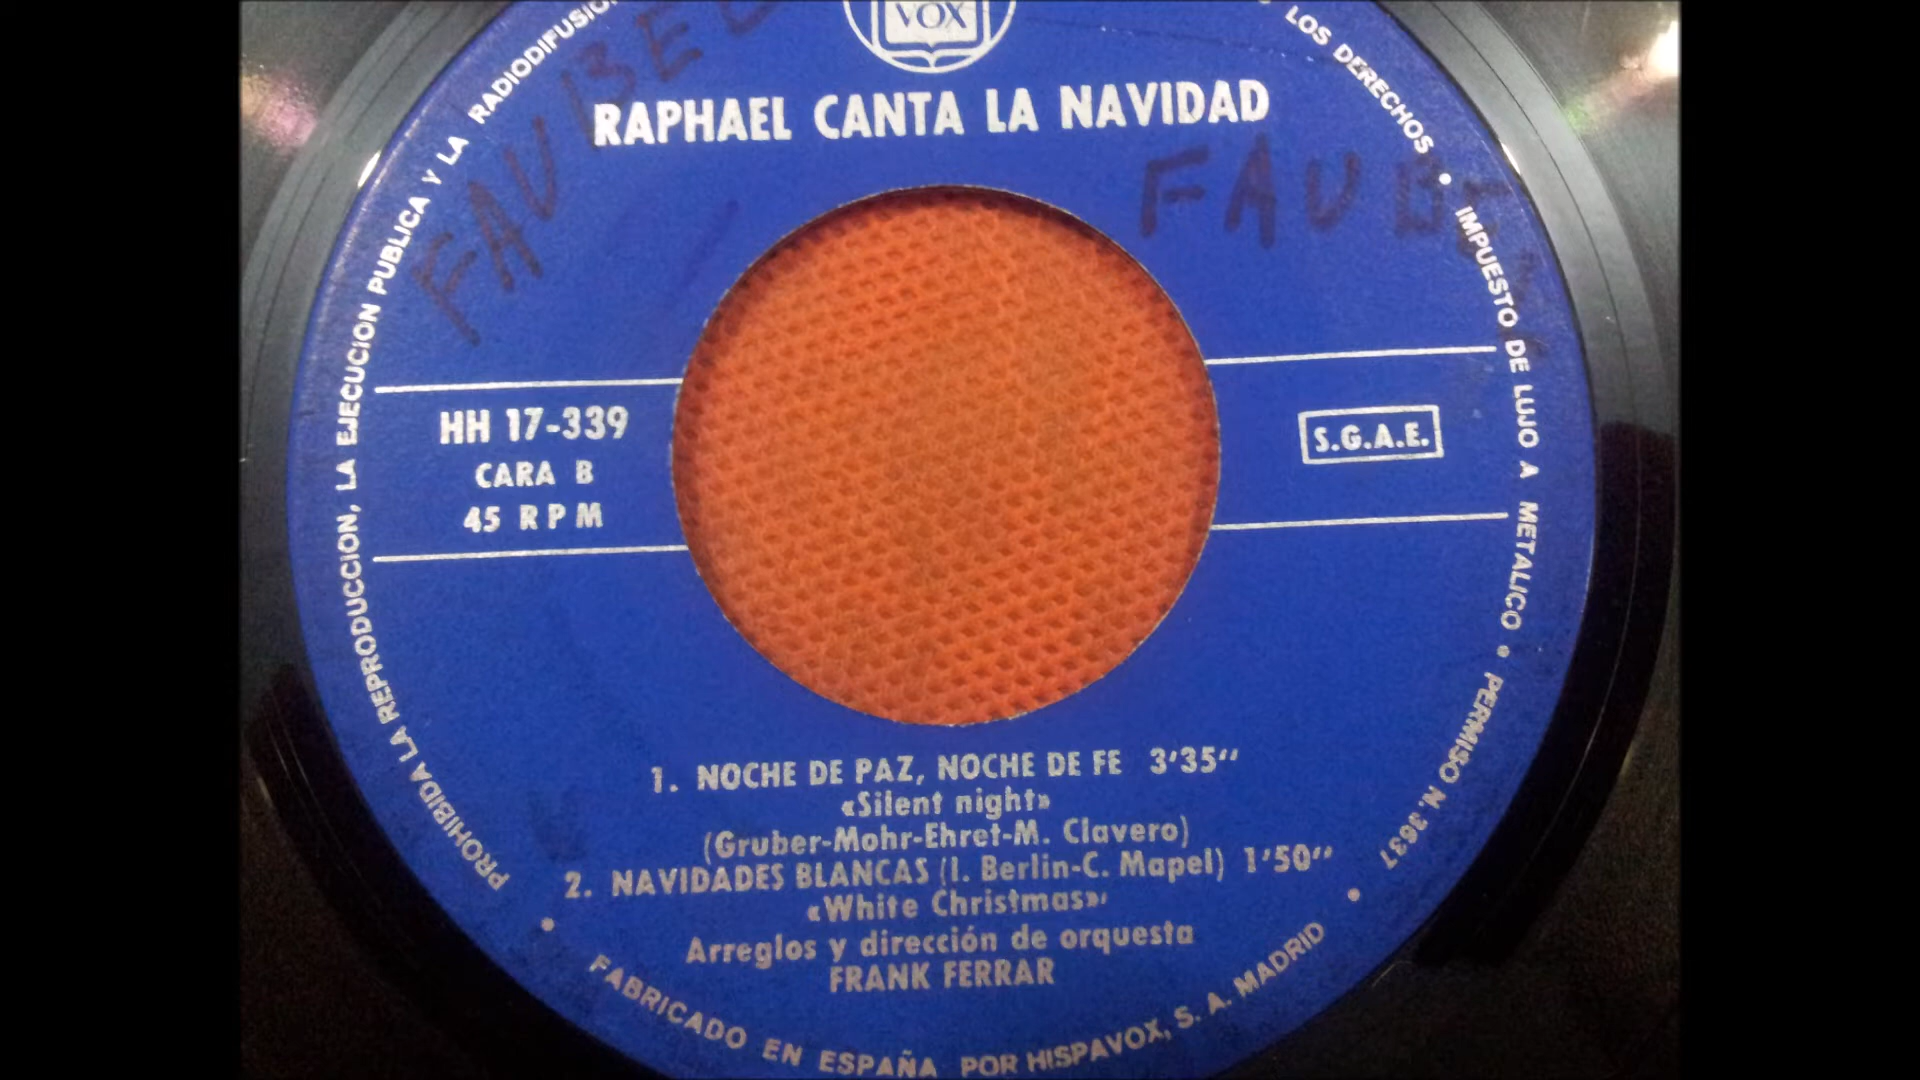 VOX
RAPHAEL CANTA LA NAVIDAD
HH 17-339
CARA B
45 RPM
S.G.A.E.
1. NOCHE DE PAZ, NOCHE DE FE 3'35"
«Silent night»
(Gruber-Mohr-Ehret-M. Clavero)
2. NAVIDADES BLANCAS (I. Berlin-C. Mapel) 1'50"
«White Christmas»
Arreglos y dirección de orquesta
FRANK FERRAR
PROHIBIDA LA REPRODUCCION, LA EJECUCION PUBLICA Y LA
LOS DERECHOS • IMPUESTO DE LUJO A METALICO • PERMISO N. 3637
• FABRICADO EN ESPAÑA POR HISPAVOX, S. A. MADRID •